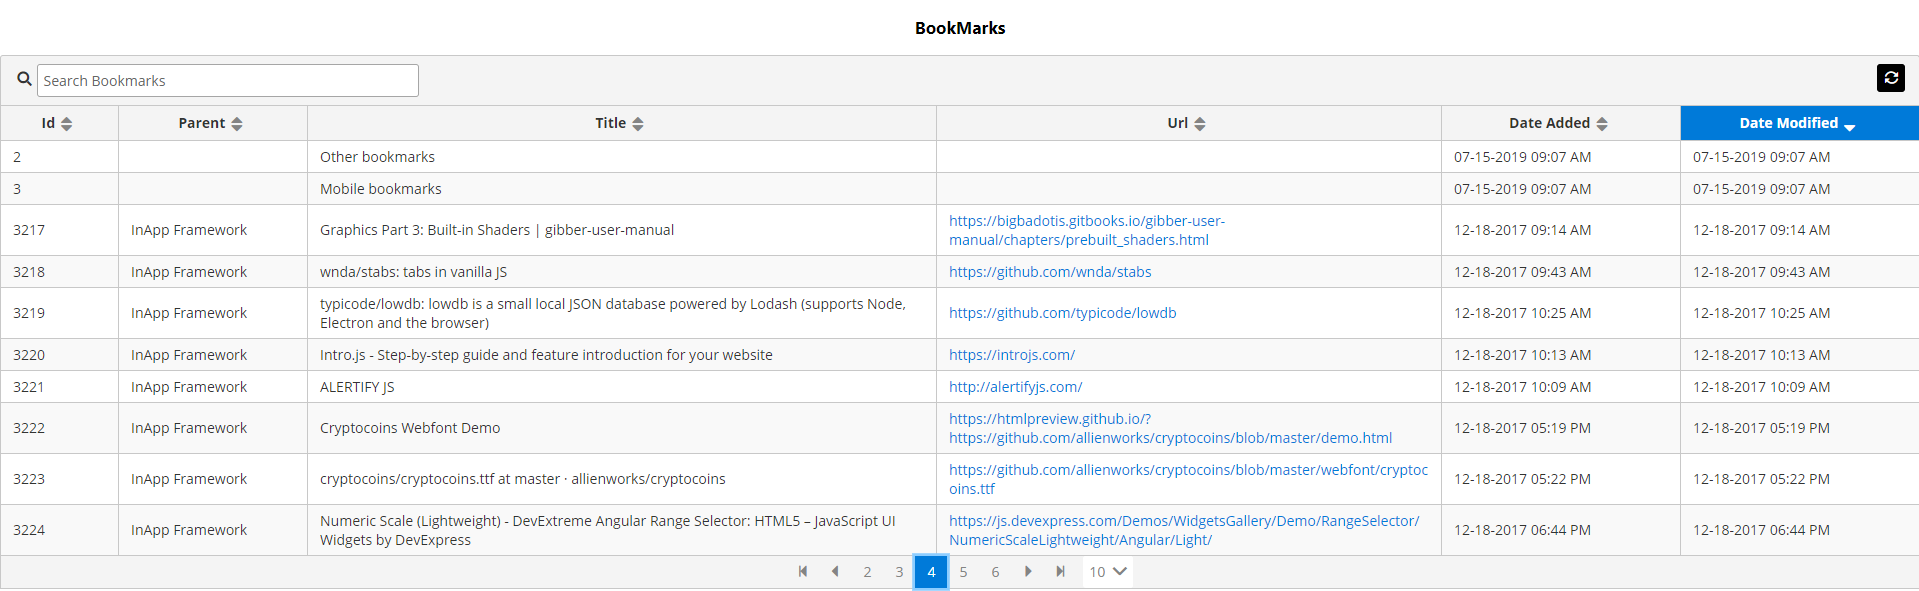 BookMarks
Search Bookmarks
Id Parent Title Url Date Added Date Modified
2 Other bookmarks 07-15-2019 09:07 AM 07-15-2019 09:07 AM
3 Mobile bookmarks 07-15-2019 09:07 AM 07-15-2019 09:07 AM
3217 InApp Framework Graphics Part 3: Built-in Shaders | gibber-user-manual https://bigbadotis.gitbooks.io/gibber-user-
manual/chapters/prebuilt_shaders.html 12-18-2017 09:14 AM 12-18-2017 09:14 AM
3218 InApp Framework wnda/stabs: tabs in vanilla JS https://github.com/wnda/stabs 12-18-2017 09:43 AM 12-18-2017 09:43 AM
3219 InApp Framework typicode/lowdb: lowdb is a small local JSON database powered by Lodash (supports Node,
Electron and the browser) https://github.com/typicode/lowdb 12-18-2017 10:25 AM 12-18-2017 10:25 AM
3220 InApp Framework Intro.js - Step-by-step guide and feature introduction for your website https://introjs.com/ 12-18-2017 10:13 AM 12-18-2017 10:13 AM
3221 InApp Framework ALERTIFY JS http://alertifyjs.com/ 12-18-2017 10:09 AM 12-18-2017 10:09 AM
3222 InApp Framework Cryptocoins Webfont Demo https://htmlpreview.github.io/?
https://github.com/allienworks/cryptocoins/blob/master/demo.html 12-18-2017 05:19 PM 12-18-2017 05:19 PM
3223 InApp Framework cryptocoins/cryptocoins.ttf at master · allienworks/cryptocoins https://github.com/allienworks/cryptocoins/blob/master/webfont/cryptoc
oins.ttf 12-18-2017 05:22 PM 12-18-2017 05:22 PM
3224 InApp Framework Numeric Scale (Lightweight) - DevExtreme Angular Range Selector: HTML5 – JavaScript UI
Widgets by DevExpress https://js.devexpress.com/Demos/WidgetsGallery/Demo/RangeSelector/
NumericScaleLightweight/Angular/Light/ 12-18-2017 06:44 PM 12-18-2017 06:44 PM
2 3 4 5 6 10